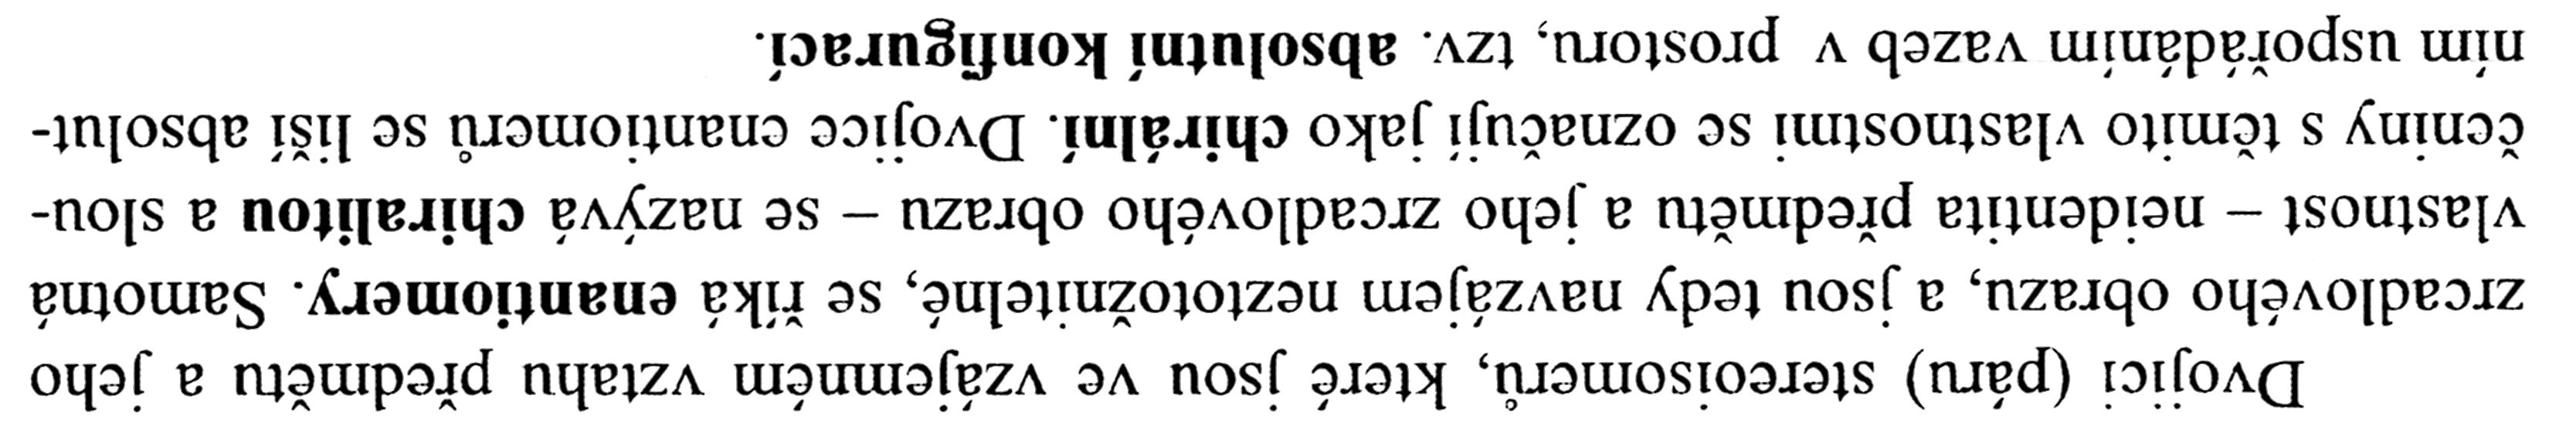 Dvojici (páru) stereoisomerů, které jsou ve vzájemném vztahu předmětu a jeho
zrcadlového obrazu, a jsou tedy navzájem neztotožnitelné, se říká enantiomery. Samotná
vlastnost – neidentita předmětu a jeho zrcadlového obrazu – se nazývá chiralitou a slou-
čeniny s těmito vlastnostmi se označují jako chirální. Dvojice enantiomerů se liší absolut-
ním uspořádáním vazeb v prostoru, tzv. absolutní konfigurací.